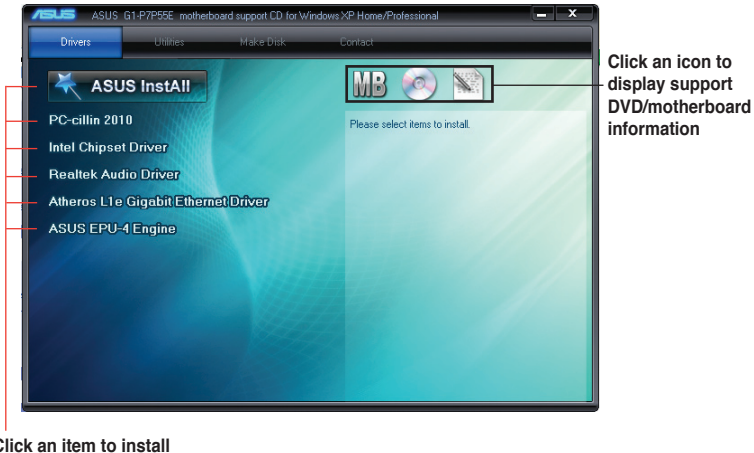 ASUS ASUS G1-P7P55E motherboard support CD for Windows XP Home/Professional
Drivers Utilities Make Disk Contact
ASUS InstAll
MB
PC-cillin 2010
Intel Chipset Driver
Realtek Audio Driver
Atheros L1e Gigabit Ethernet Driver
ASUS EPU-4 Engine
Please select items to install.
Click an icon to
display support
DVD/motherboard
information
Click an item to install